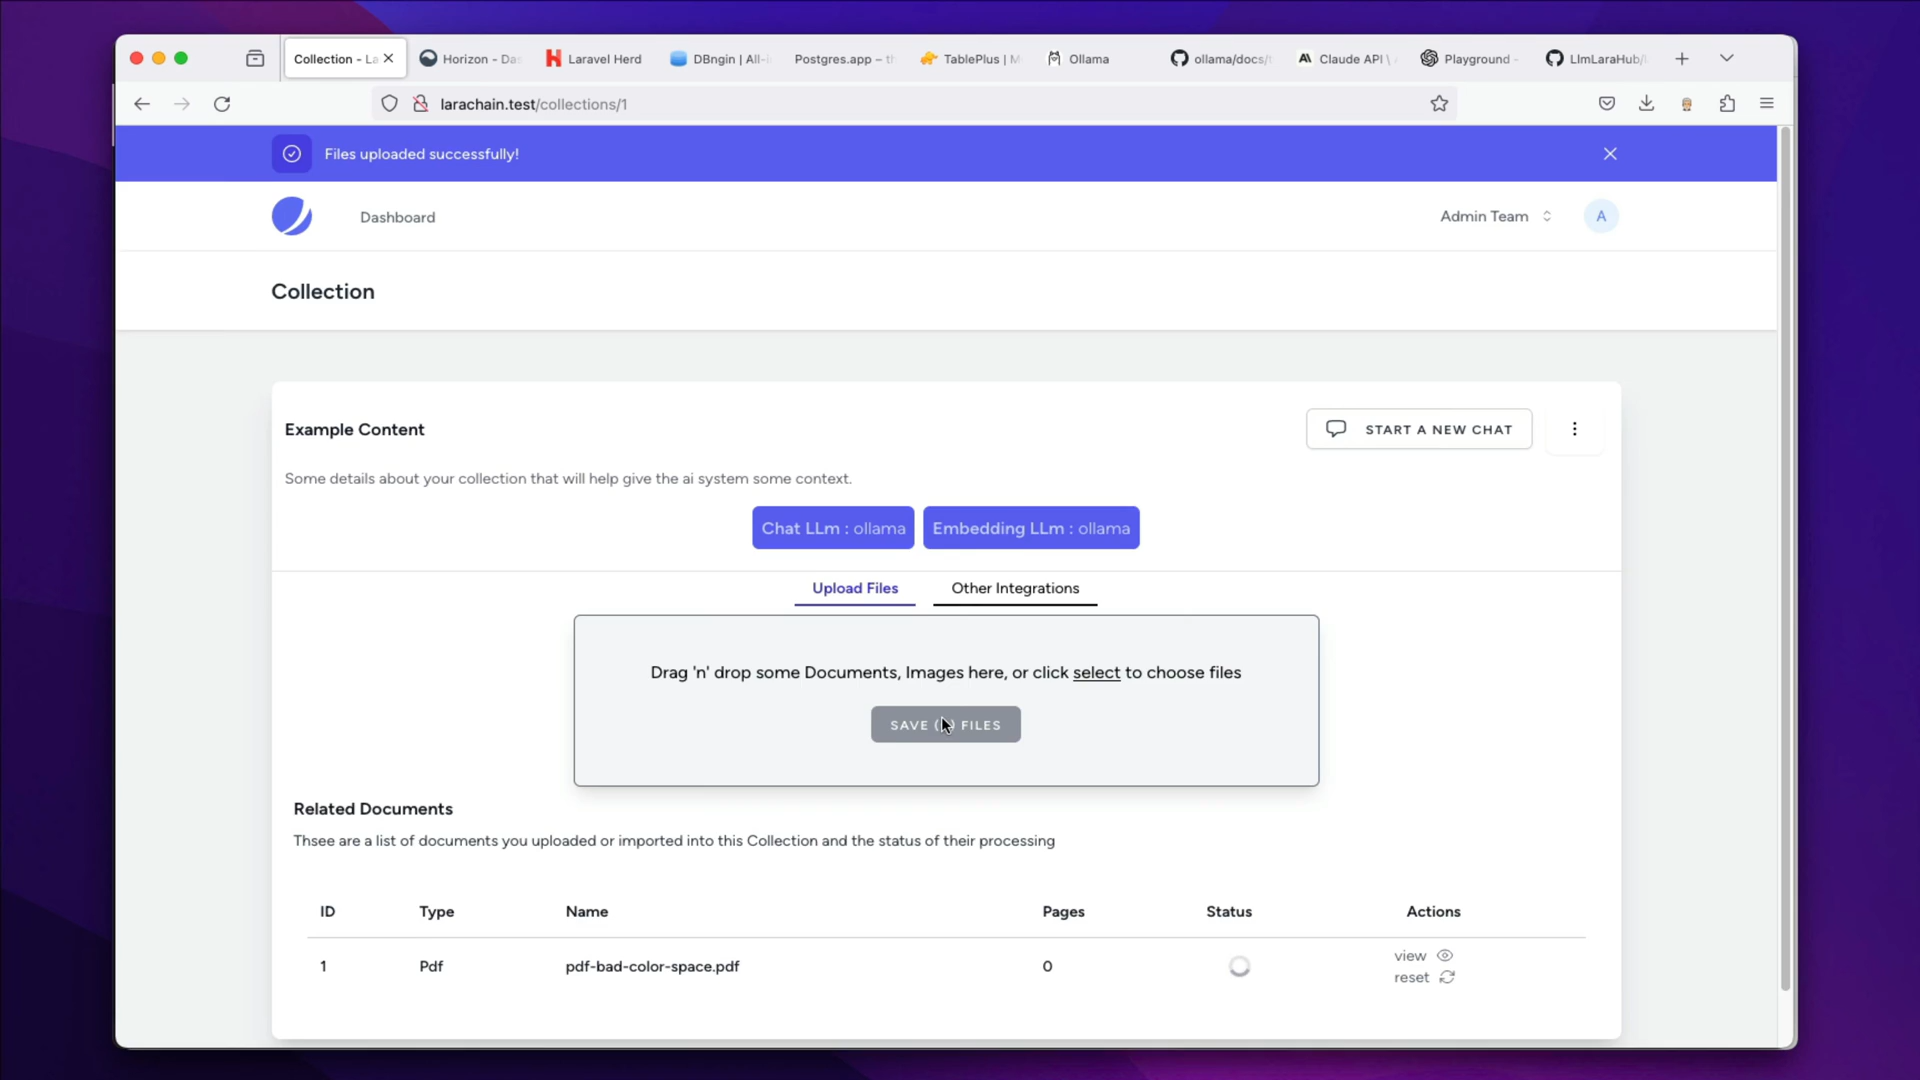 Collection - La
Horizon - Da
Laravel Herd
DBngin | All-i
Postgres.app – th
TablePlus | M
Ollama
ollama/docs/
Claude API \
Playground -
LlmLaraHub/
larachain.test/collections/1
Files uploaded successfully!
Dashboard
Admin Team
A
Collection
Example Content
START A NEW CHAT
Some details about your collection that will help give the ai system some context.
Chat LLm : ollama
Embedding LLm : ollama
Upload Files
Other Integrations
Drag 'n' drop some Documents, Images here, or click select to choose files
SAVE ( ) FILES
Related Documents
Thsee are a list of documents you uploaded or imported into this Collection and the status of their processing
ID Type Name Pages Status Actions
1 Pdf pdf-bad-color-space.pdf 0 view
reset